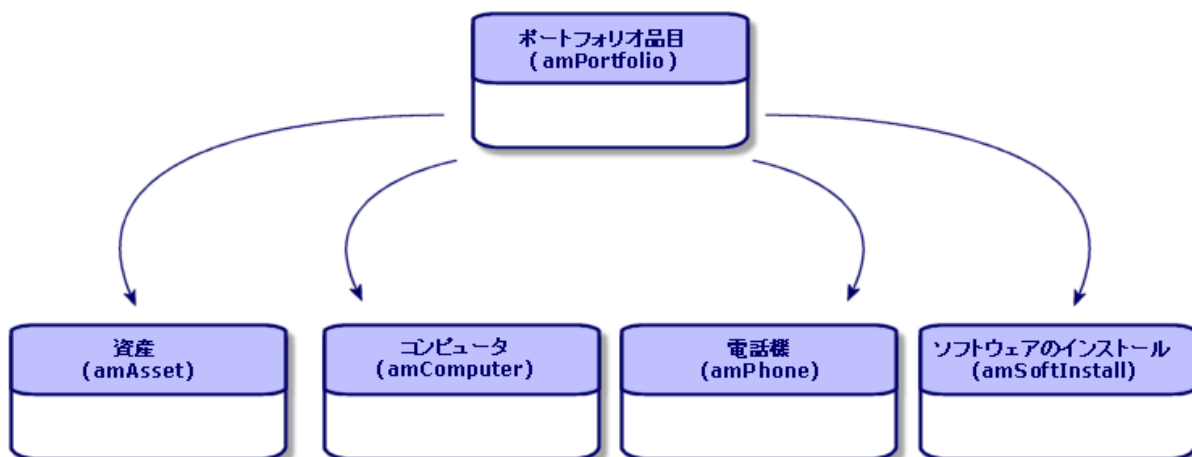 ポートフォリオ品目
(amPortfolio)
資産
(amAsset)
コンピュータ
(amComputer)
電話機
(amPhone)
ソフトウェアのインストール
(amSoftInstall)